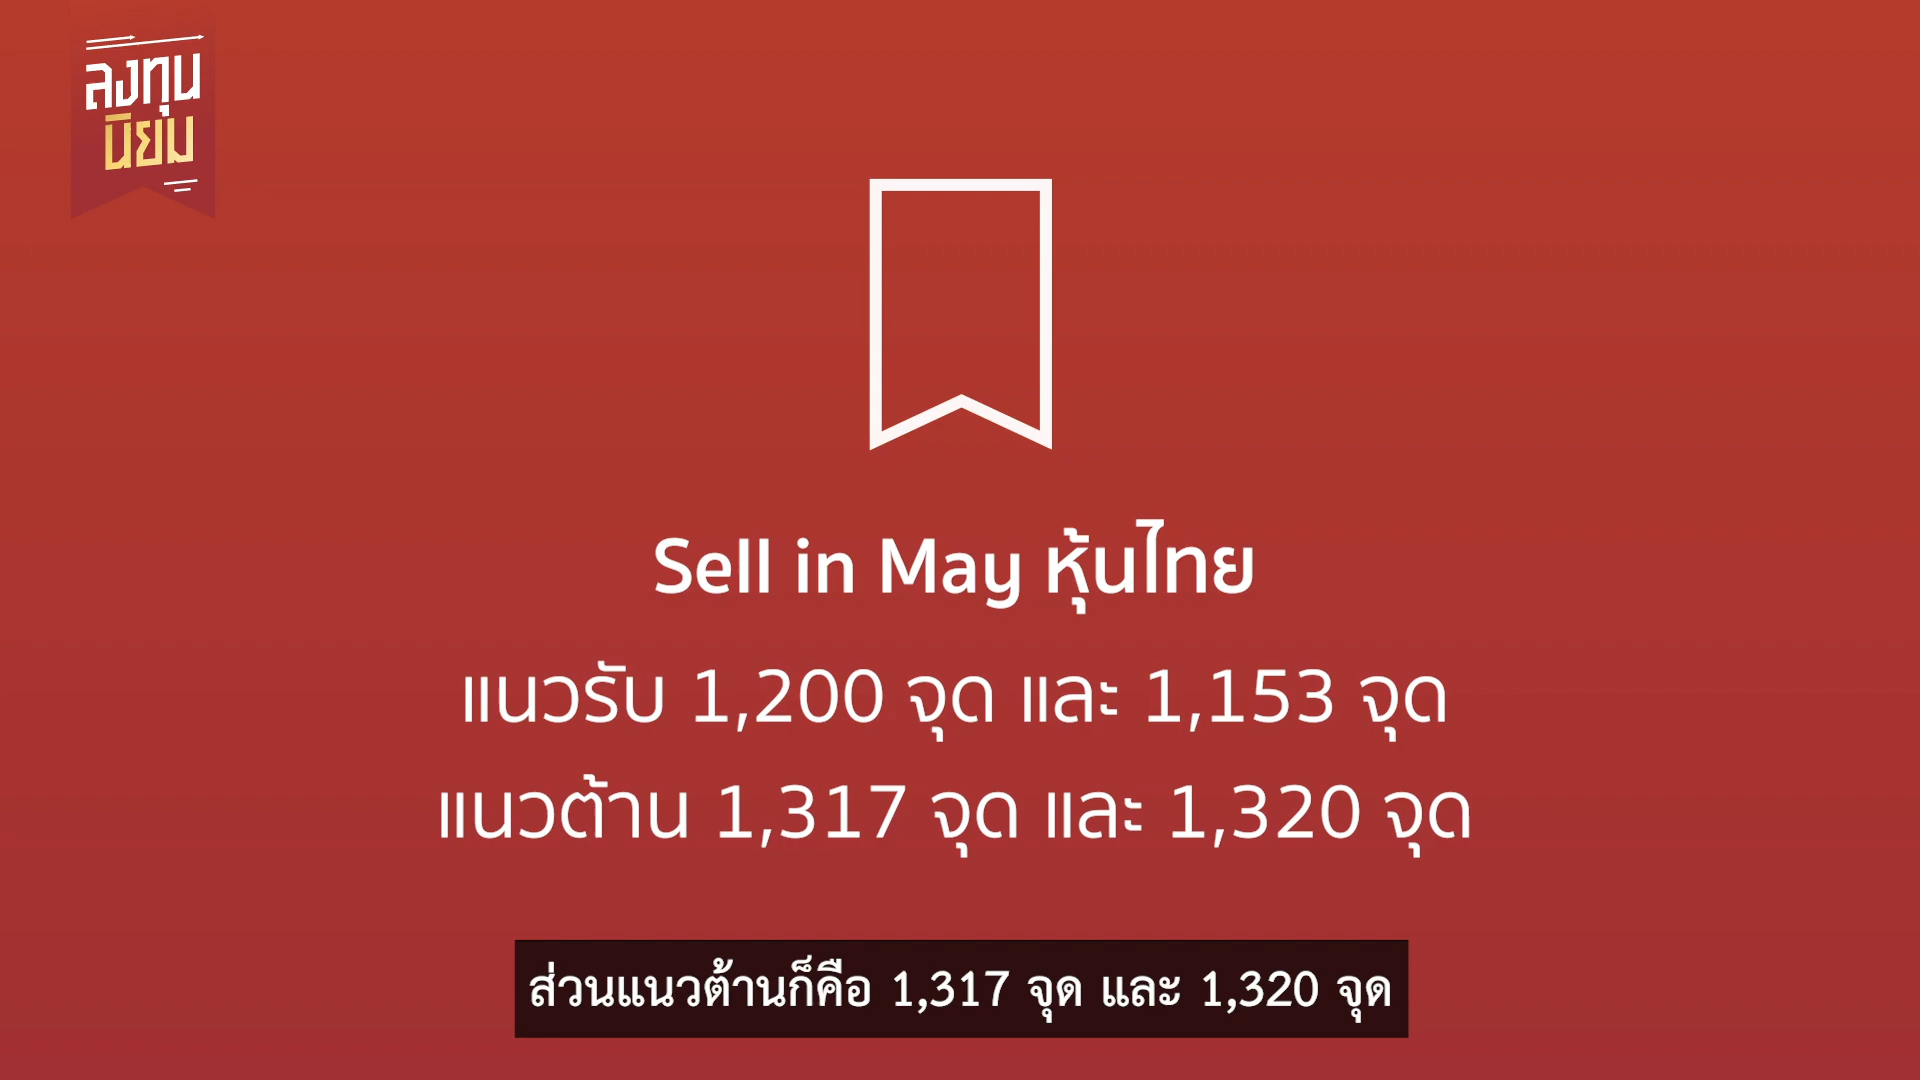 ลงทุน
นิยม
Sell in May หุ้นไทย
แนวรับ 1,200 จุด และ 1,153 จุด
แนวต้าน 1,317 จุด และ 1,320 จุด
ส่วนแนวต้านก็คือ 1,317 จุด และ 1,320 จุด